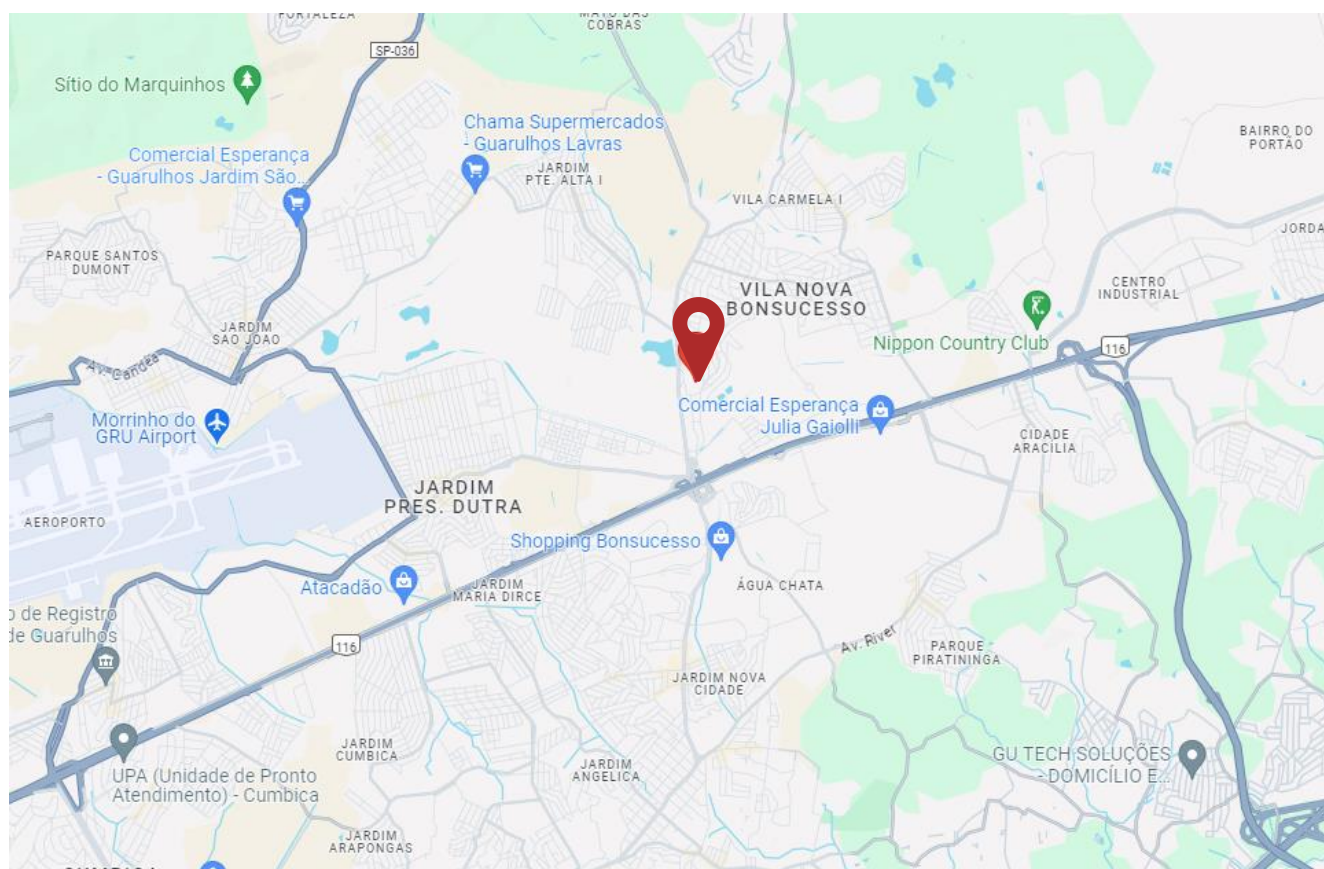 FORTALEZA
MATO DAS
COBRAS
SP-036
Sítio do Marquinhos
Chama Supermercados
- Guarulhos Lavras
BAIRRO DO
PORTÃO
Comercial Esperança
- Guarulhos Jardim São...
JARDIM
PTE. ALTA I
VILA CARMELA I
JORDA
PARQUE SANTOS
DUMONT
CENTRO
INDUSTRIAL
VILA NOVA
BONSUCESSO
JARDIM
SAO JOAO
Nippon Country Club
116
Av. Candea
Comercial Esperança
Julia Gaiolli
Morrinho do
GRU Airport
CIDADE
ARACÍLIA
JARDIM
PRES. DUTRA
AEROPORTO
Shopping Bonsucesso
Atacadão
JARDIM
MARIA DIRCE
ÁGUA CHATA
o de Registro
de Guarulhos
116
Av. River
PARQUE
PIRATININGA
JARDIM NOVA
CIDADE
JARDIM
CUMBICA
JARDIM
ANGELICA
GU TECH SOLUÇÕES
- DOMICÍLIO E...
UPA (Unidade de Pronto
Atendimento) - Cumbica
JARDIM
ARAPONGAS